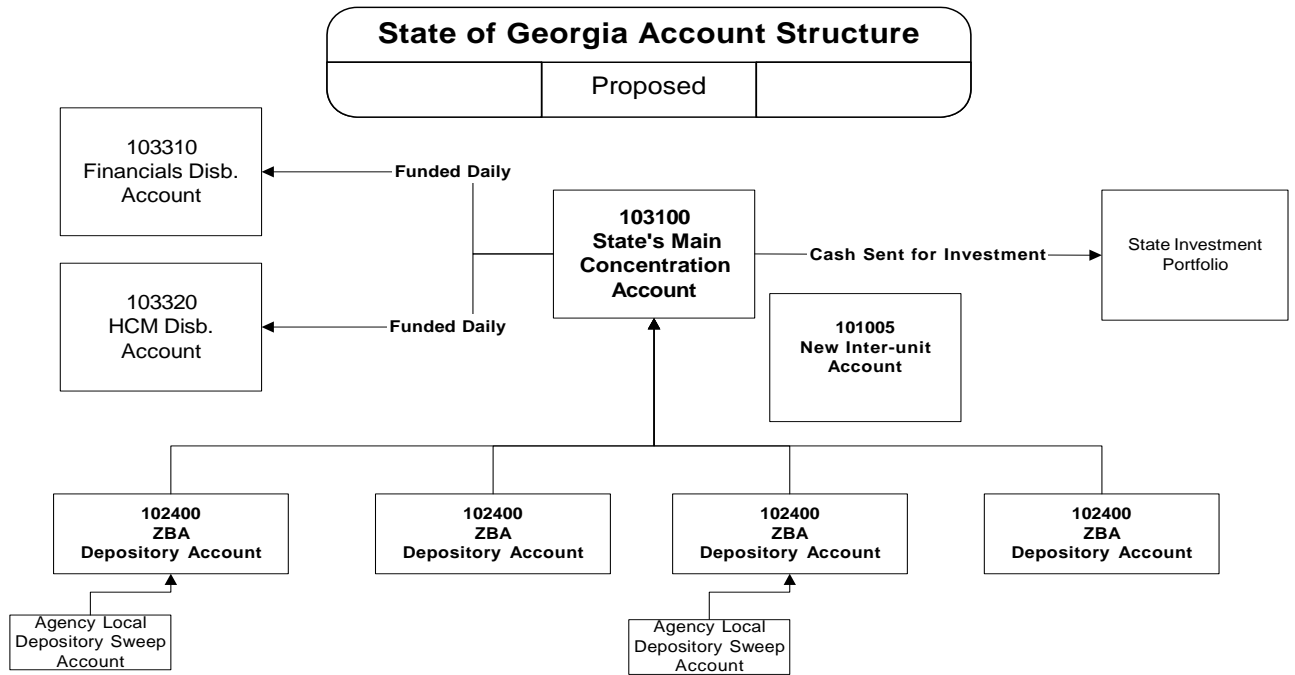 State of Georgia Account Structure
Proposed
103310
Financials Disb.
Account
Funded Daily
103100
State's Main
Concentration
Account
Cash Sent for Investment
State Investment
Portfolio
103320
HCM Disb.
Account
Funded Daily
101005
New Inter-unit
Account
102400
ZBA
Depository Account
102400
ZBA
Depository Account
102400
ZBA
Depository Account
102400
ZBA
Depository Account
Agency Local
Depository Sweep
Account
Agency Local
Depository Sweep
Account